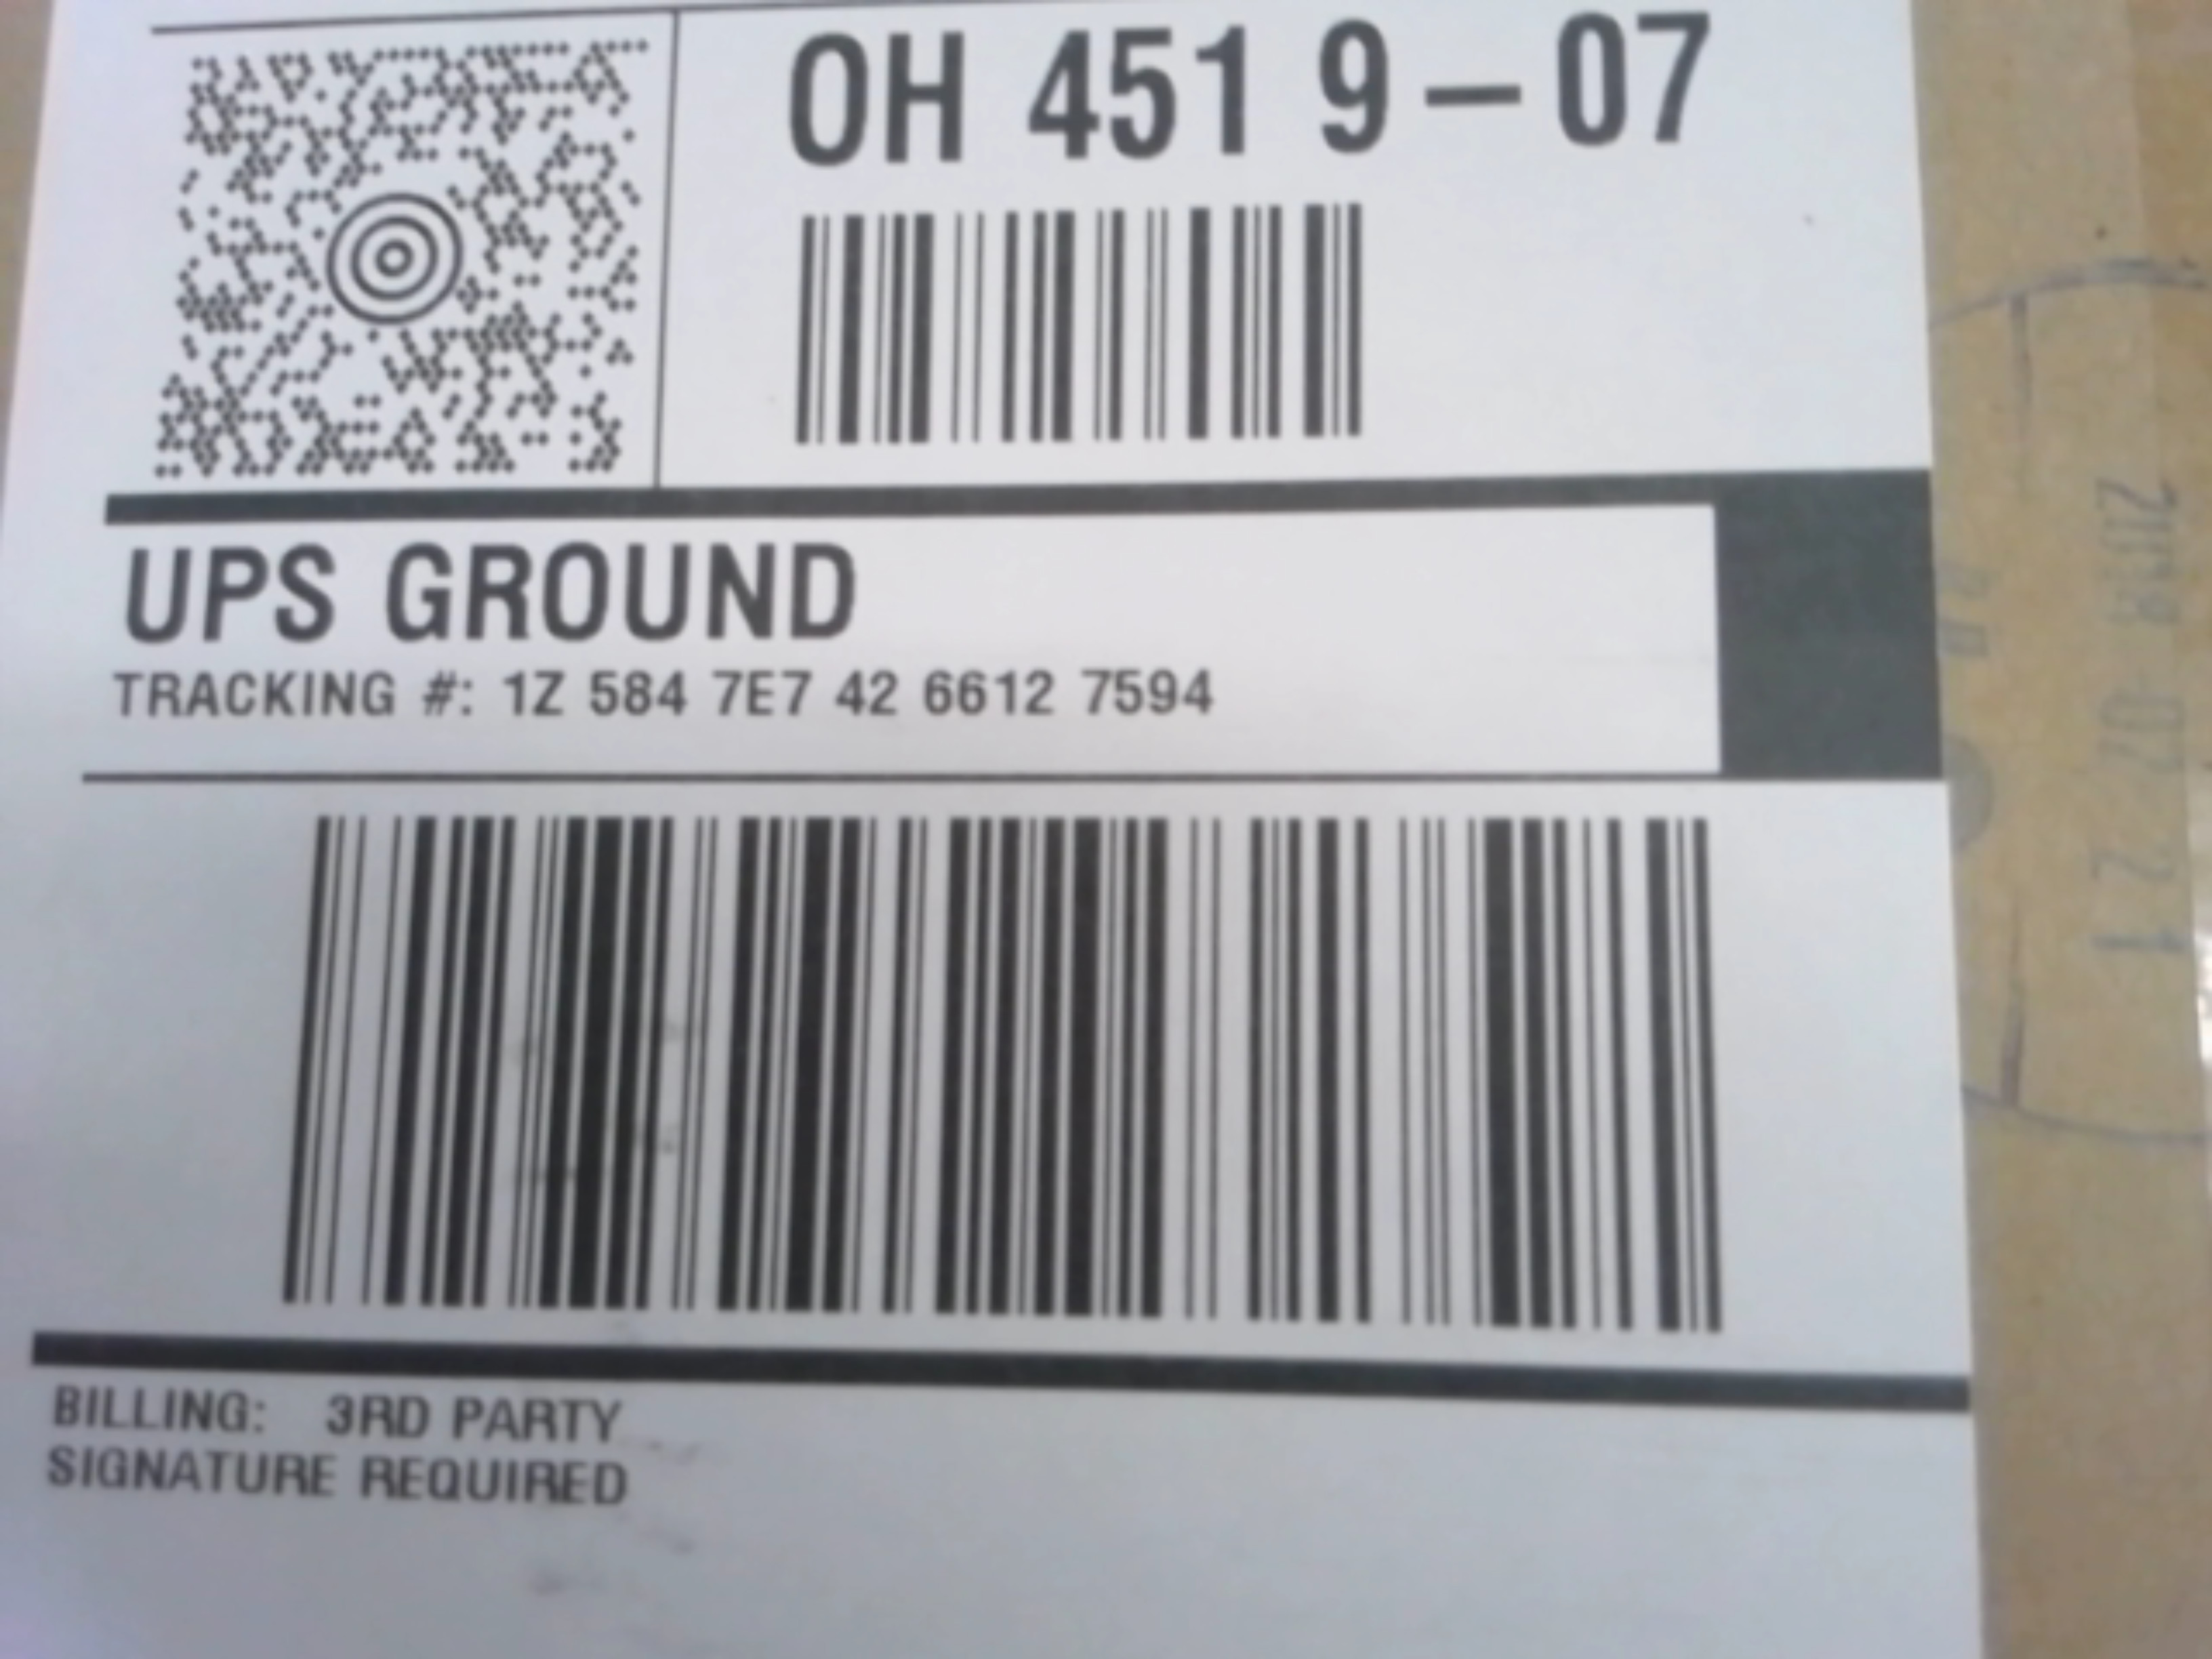 OH 451 9-07
UPS GROUND
TRACKING #: 1Z 584 7E7 42 6612 7594
BILLING: 3RD PARTY
SIGNATURE REQUIRED